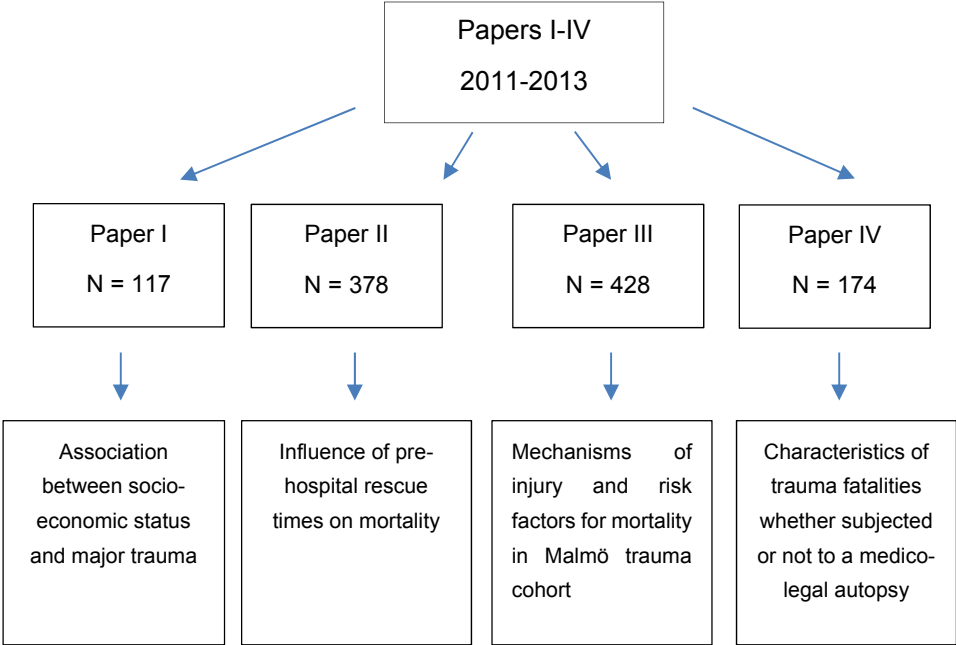 Papers I-IV
2011-2013
Paper I
N = 117
Paper II
N = 378
Paper III
N = 428
Paper IV
N = 174
Association
between socio-
economic status
and major trauma
Influence of pre-
hospital rescue
times on mortality
Mechanisms of
injury and risk
factors for mortality
in Malmö trauma
cohort
Characteristics of
trauma fatalities
whether subjected
or not to a medico-
legal autopsy